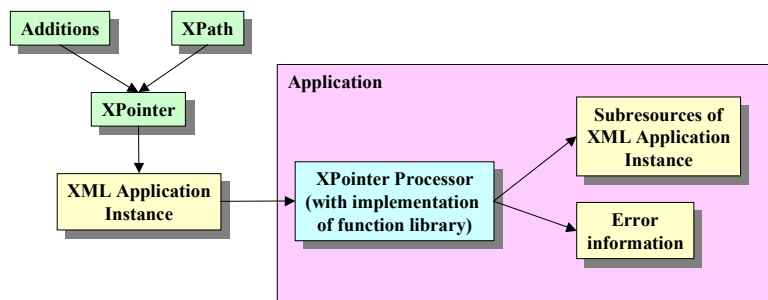 Additions
XPath
XPointer
XML Application
Instance
Application
XPointer Processor
(with implementation
of function library)
Subresources of
XML Application
Instance
Error
information